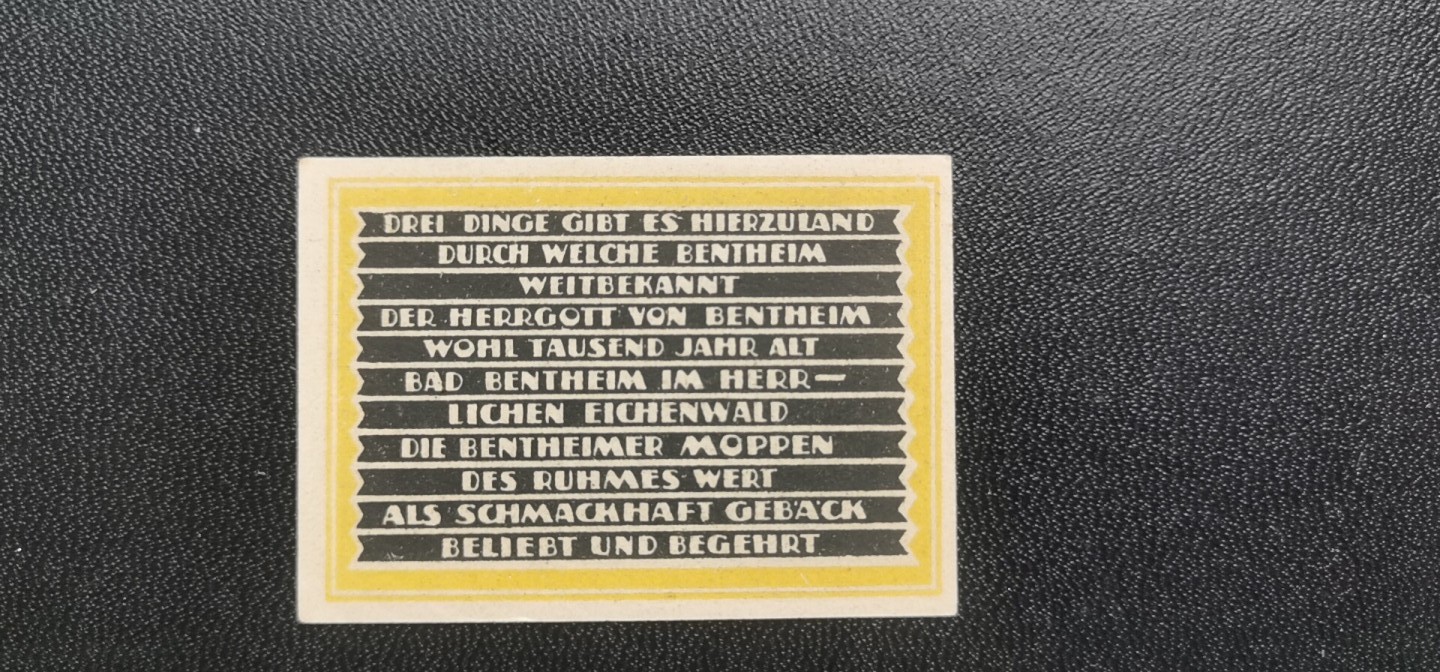 DREI DINGE GIBT ES HIERZULAND
DURCH WELCHE BENTHEIM
WEITBEKANNT
DER HERRGOTT VON BENTHEIM
WOHL TAUSEND JAHR ALT
BAD BENTHEIM IM HERR—
LICHEN EICHENWALD
DIE BENTHEIMER MOPPEN
DES RUHMES WERT
ALS SCHMACKHAFT GEBÄCK
BELIEBT UND BEGEHRT